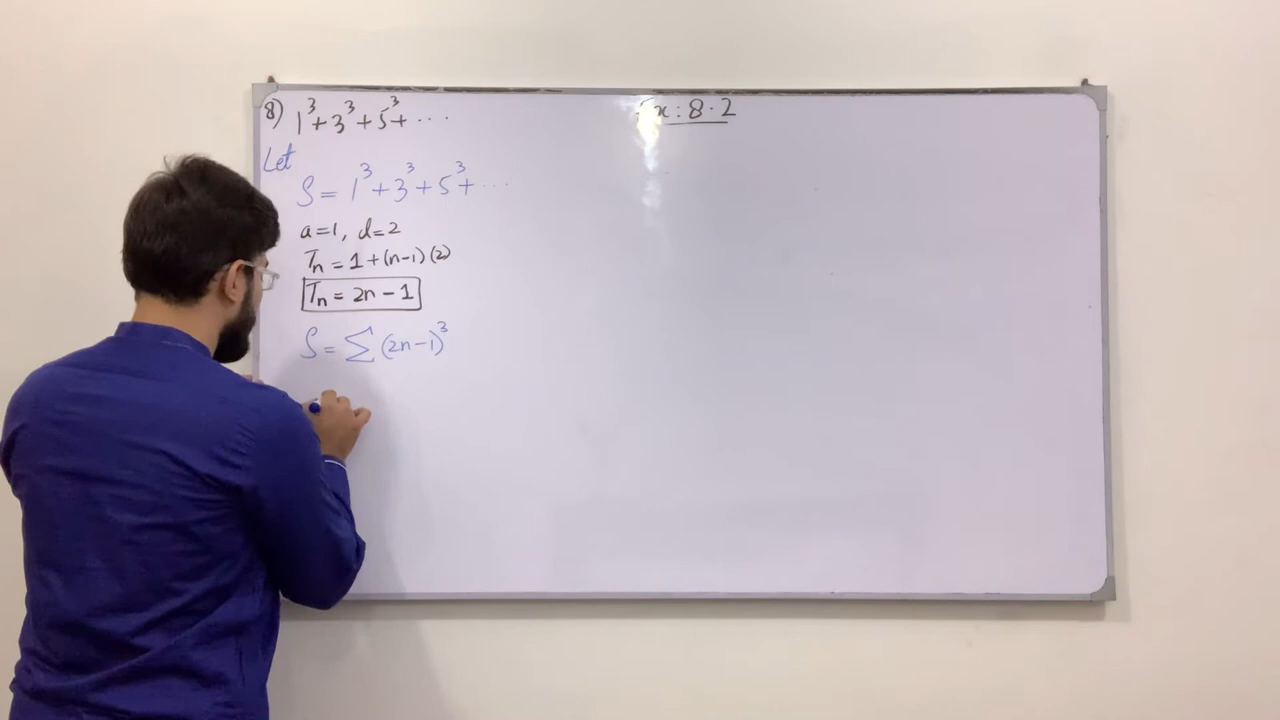 8) 1³ + 3³ + 5³ + ...
x : 8.2
Let
S = 1³ + 3³ + 5³ + ...
a = 1, d = 2
Tn = 1 + (n-1)(2)
Tn = 2n - 1
S = ∑ (2n-1)³